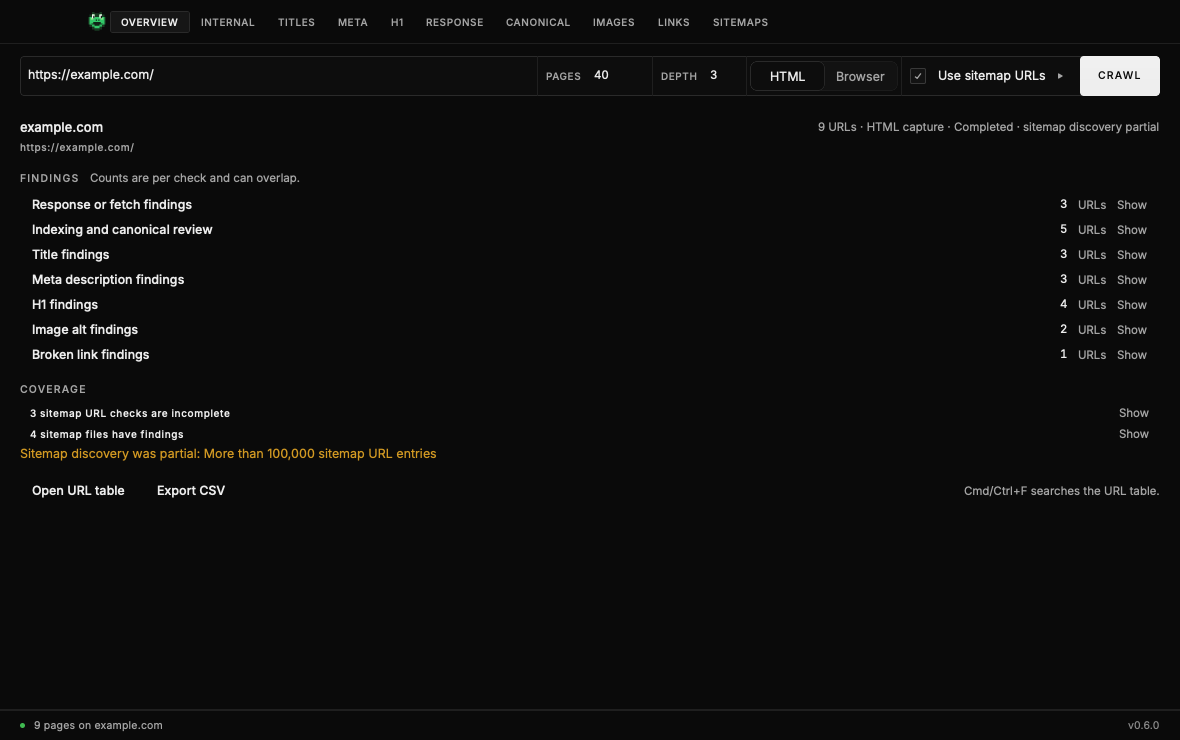 OVERVIEW INTERNAL TITLES META H1 RESPONSE CANONICAL IMAGES LINKS SITEMAPS
https://example.com/ PAGES 40 DEPTH 3 HTML Browser ✓ Use sitemap URLs ▸ CRAWL
example.com 9 URLs · HTML capture · Completed · sitemap discovery partial
https://example.com/
FINDINGS Counts are per check and can overlap.
Response or fetch findings 3 URLs Show
Indexing and canonical review 5 URLs Show
Title findings 3 URLs Show
Meta description findings 3 URLs Show
H1 findings 4 URLs Show
Image alt findings 2 URLs Show
Broken link findings 1 URLs Show
COVERAGE
3 sitemap URL checks are incomplete Show
4 sitemap files have findings Show
Sitemap discovery was partial: More than 100,000 sitemap URL entries
Open URL table Export CSV Cmd/Ctrl+F searches the URL table.
9 pages on example.com v0.6.0